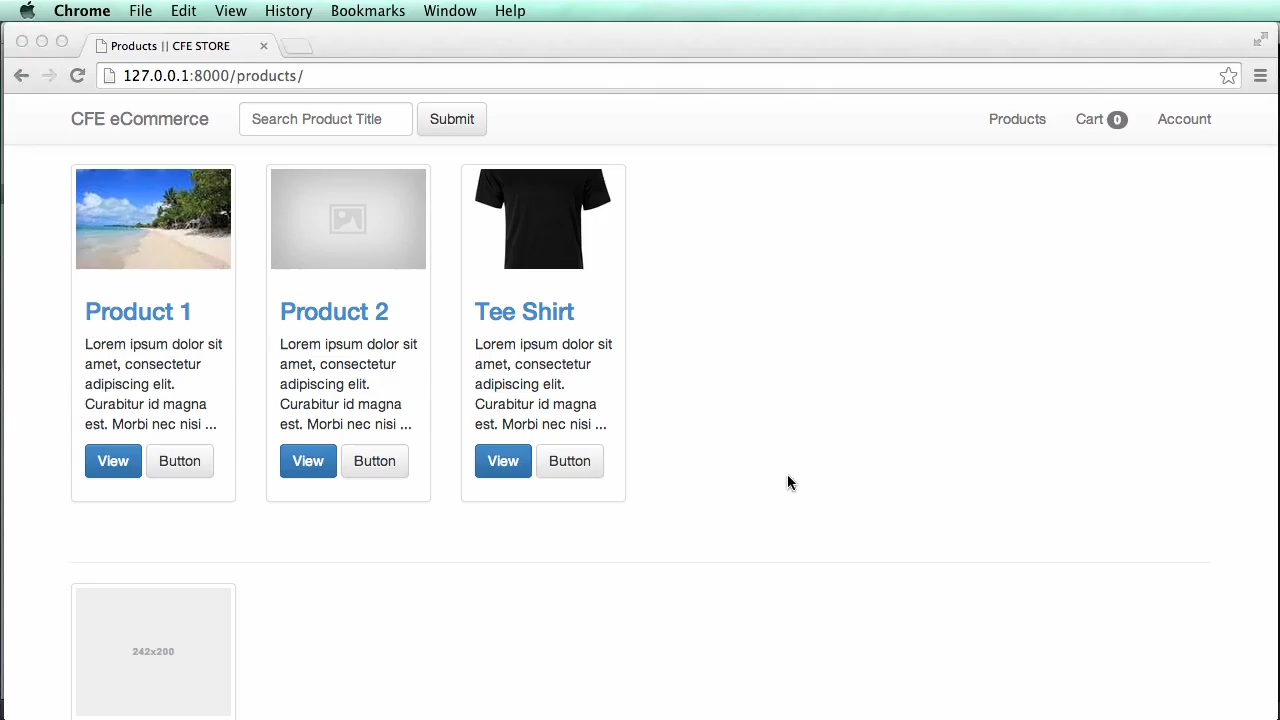 Chrome File Edit View History Bookmarks Window Help
Products || CFE STORE
127.0.0.1:8000/products/
CFE eCommerce Search Product Title Submit Products Cart 0 Account
Product 1 Product 2 Tee Shirt
Lorem ipsum dolor sit Lorem ipsum dolor sit Lorem ipsum dolor sit
amet, consectetur amet, consectetur amet, consectetur
adipiscing elit. adipiscing elit. adipiscing elit.
Curabitur id magna Curabitur id magna Curabitur id magna
est. Morbi nec nisi ... est. Morbi nec nisi ... est. Morbi nec nisi ...
View Button View Button View Button
242x200